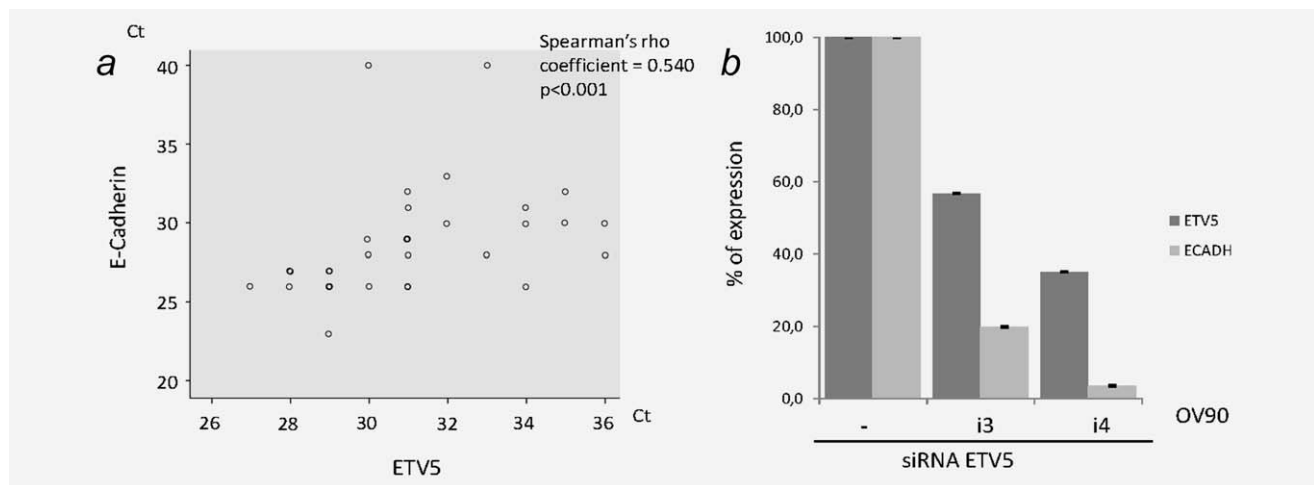 Ct
a
Spearman's rho
coefficient = 0.540
p<0.001
40
35
30
25
20
E-Cadherin
26 28 30 32 34 36 Ct
ETV5
b
100,0
80,0
60,0
40,0
20,0
0,0
% of expression
ETV5
ECADH
- i3 i4 OV90
siRNA ETV5